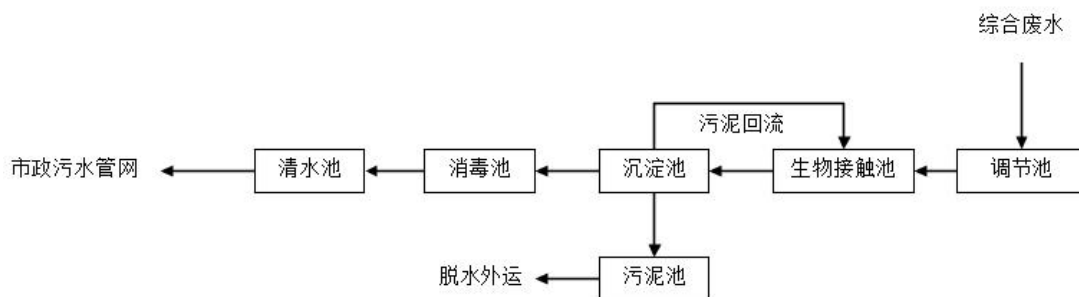 综合废水
污泥回流
市政污水管网
清水池
消毒池
沉淀池
生物接触池
调节池
脱水外运
污泥池